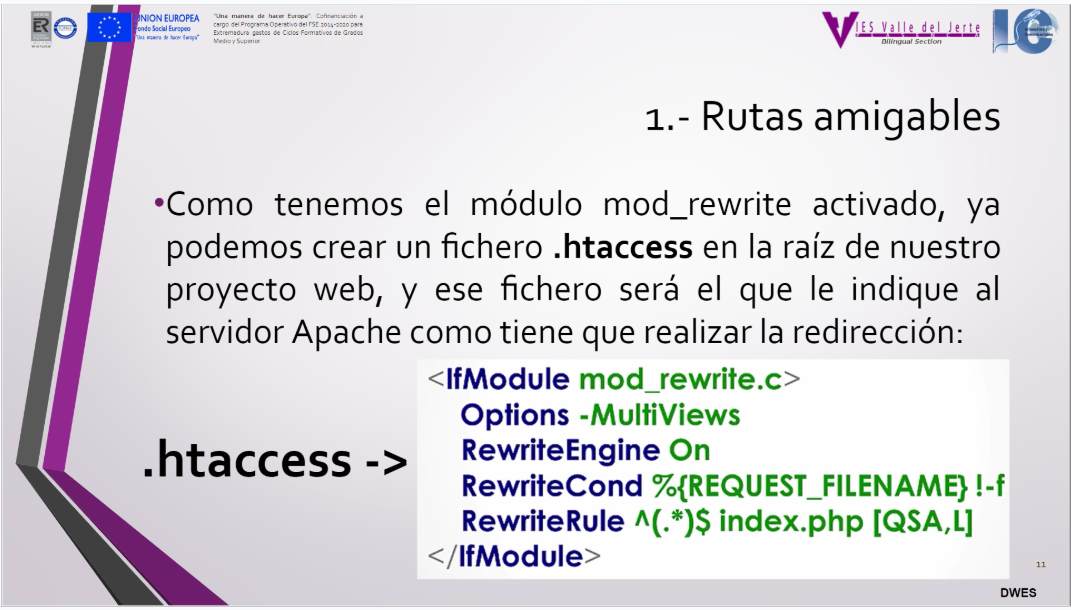 UNION EUROPEA
Fondo Social Europeo
"Una manera de hacer Europa"
"Una manera de hacer Europa". Cofinanciación a
cargo del Programa Operativo del FSE 2014-2020 para
Extremadura gastos de Ciclos Formativos de Grados
Medio y Superior
IES Valle del Jerte
PLASENCIA
Bilingual Section
1.- Rutas amigables
•Como tenemos el módulo mod_rewrite activado, ya
podemos crear un fichero .htaccess en la raíz de nuestro
proyecto web, y ese fichero será el que le indique al
servidor Apache como tiene que realizar la redirección:
.htaccess ->
<IfModule mod_rewrite.c>
Options -MultiViews
RewriteEngine On
RewriteCond %{REQUEST_FILENAME} !-f
RewriteRule ^(.*)$ index.php [QSA,L]
</IfModule>
11
DWES